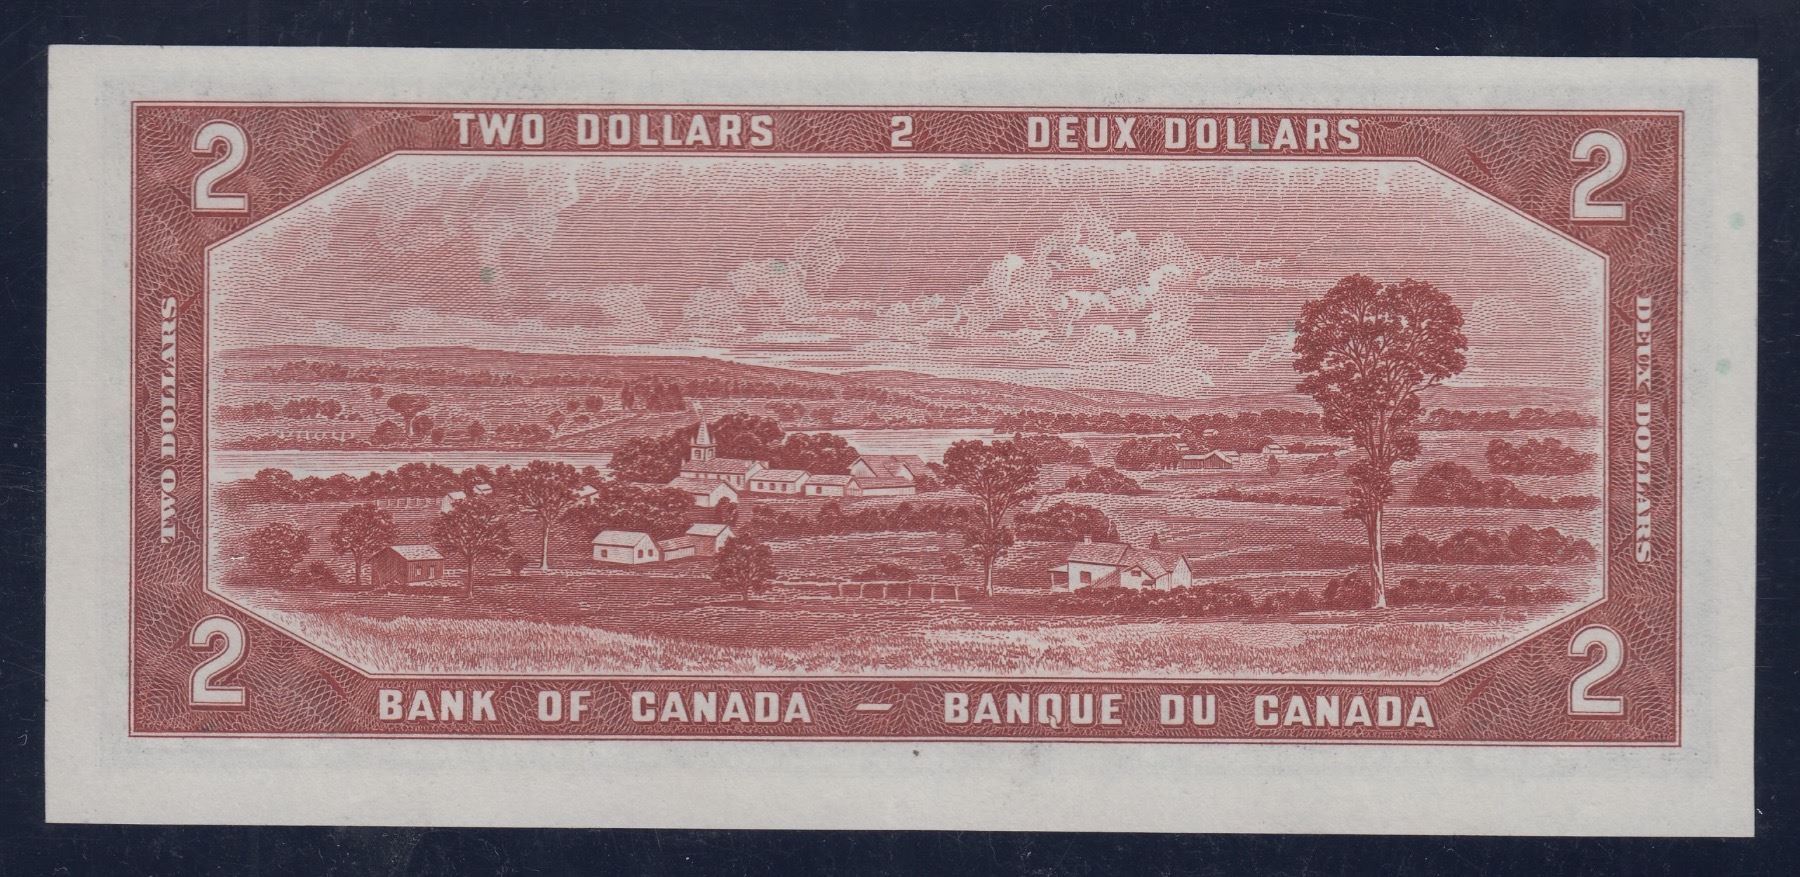 2 TWO DOLLARS 2 DEUX DOLLARS 2
TWO DOLLARS
DEUX DOLLARS
2 2
BANK OF CANADA — BANQUE DU CANADA